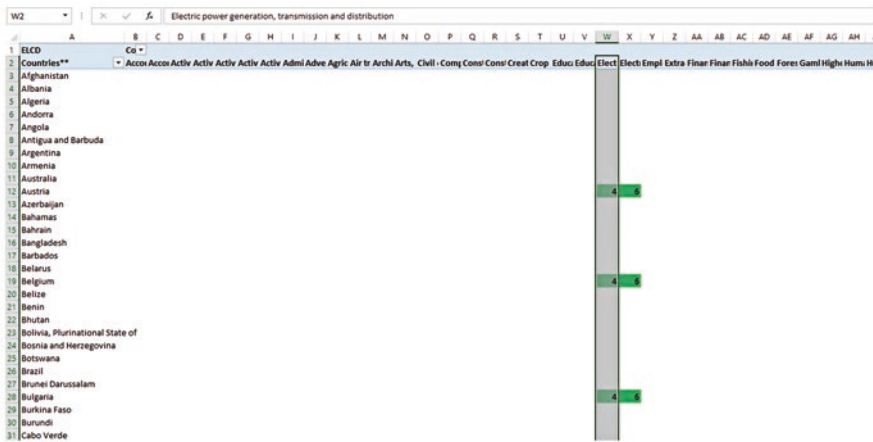 W2 fx Electric power generation, transmission and distribution
A B C D E F G H I J K L M N O P Q R S T U V W X Y Z AA AB AC AD AE AF AG AH
1 ELCD Co
2 Countries** Accou Accou Activ Activ Activ Activ Activ Activ Admi Adve Agric Air tr Archi Arts, Civil Comp Cons Cons Creat Crop Educ Educ Elect Elect Empl Extra Finar Finar Fishi Food Fores Gaml High Huma
3 Afghanistan
4 Albania
5 Algeria
6 Andorra
7 Angola
8 Antigua and Barbuda
9 Argentina
10 Armenia
11 Australia
12 Austria 4 6
13 Azerbaijan
14 Bahamas
15 Bahrain
16 Bangladesh
17 Barbados
18 Belarus
19 Belgium 4 6
20 Belize
21 Benin
22 Bhutan
23 Bolivia, Plurinational State of
24 Bosnia and Herzegovina
25 Botswana
26 Brazil
27 Brunei Darussalam
28 Bulgaria 4 6
29 Burkina Faso
30 Burundi
31 Cabo Verde